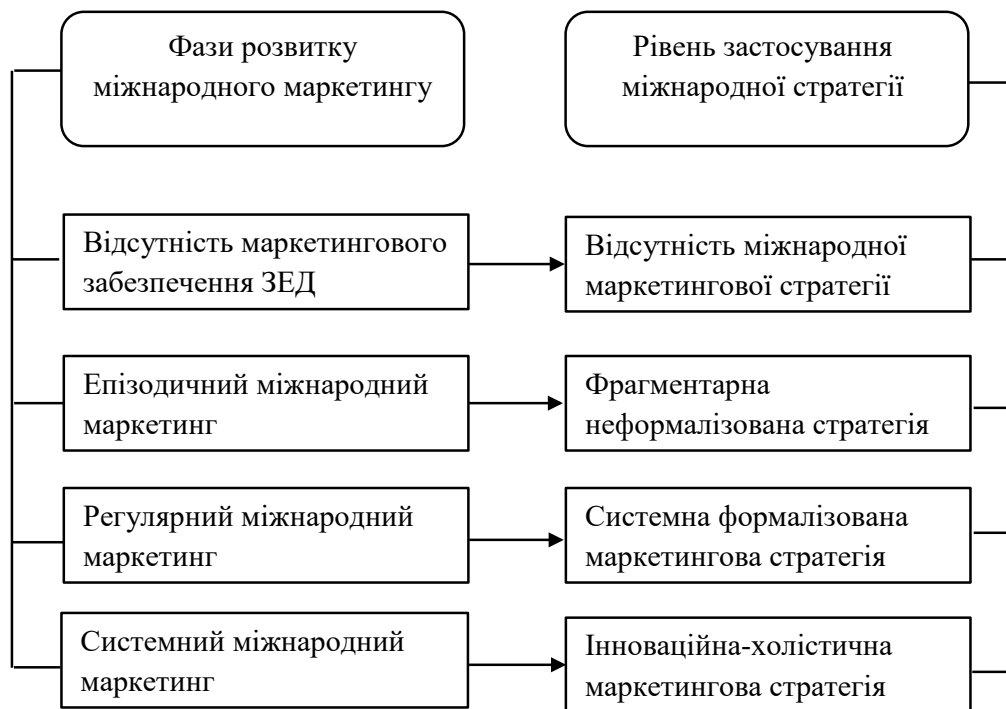 Фази розвитку
міжнародного маркетингу
Рівень застосування
міжнародної стратегії
Відсутність маркетингового
забезпечення ЗЕД
Відсутність міжнародної
маркетингової стратегії
Епізодичний міжнародний
маркетинг
Фрагментарна
неформалізована стратегія
Регулярний міжнародний
маркетинг
Системна формалізована
маркетингова стратегія
Системний міжнародний
маркетинг
Інноваційна-холістична
маркетингова стратегія